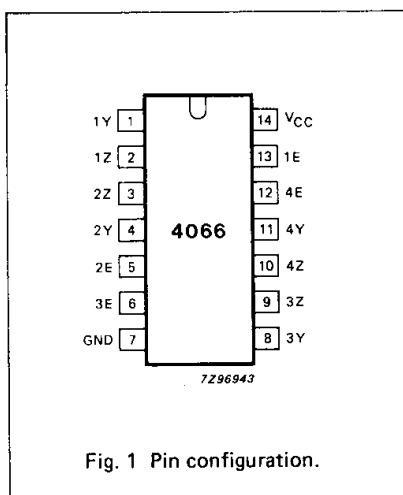 1Y 1 14 VCC
1Z 2 13 1E
2Z 3 12 4E
2Y 4 4066 11 4Y
2E 5 10 4Z
3E 6 9 3Z
GND 7 8 3Y
7Z96943
Fig. 1 Pin configuration.